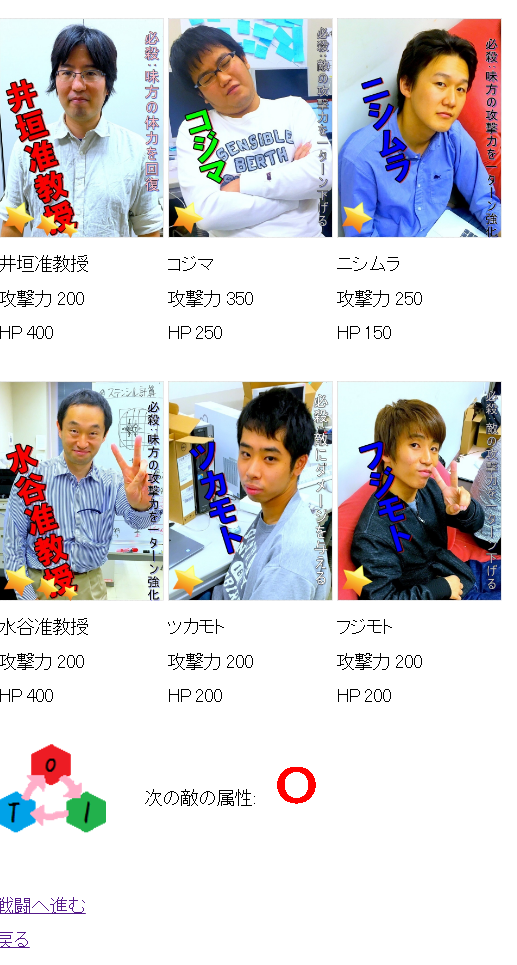 必殺:味方の体力を回復
井垣准教授
必殺:敵の攻撃力を一ターン下げる
コジマ
SENSIBLE
BERTH
必殺:味方の攻撃力を一ターン強化
ニシムラ
井垣准教授
コジマ
ニシムラ
攻撃力 200
攻撃力 350
攻撃力 250
HP 400
HP 250
HP 150
ステンシル計算
必殺:味方の攻撃力を一ターン強化
水谷准教授
必殺:敵にダメージを与える
ツカモト
必殺:敵の攻撃力を一ターン下げる
フジモト
水谷准教授
ツカモト
フジモト
攻撃力 200
攻撃力 200
攻撃力 200
HP 400
HP 200
HP 200
O
T
I
次の敵の属性: O
戦闘へ進む
戻る